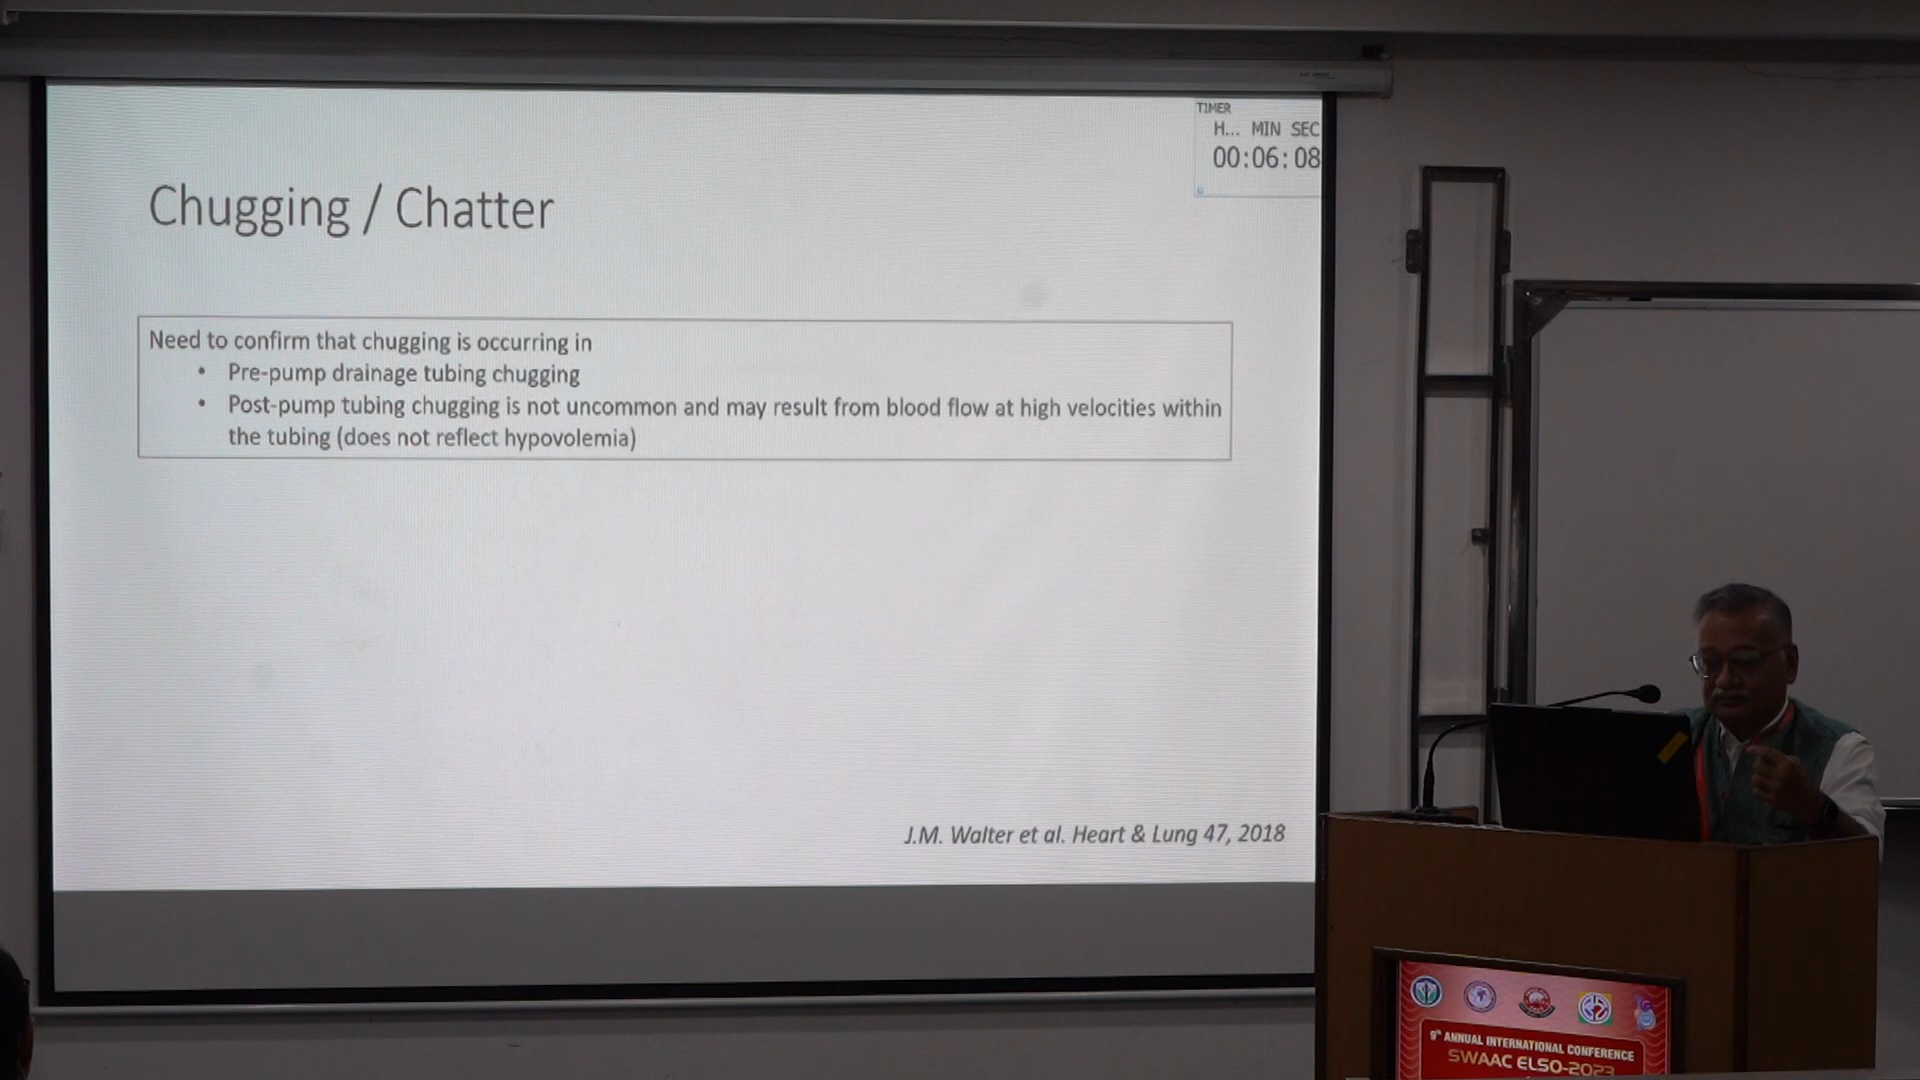 TIMER
H... MIN SEC
00:06:08
Chugging / Chatter
Need to confirm that chugging is occurring in
• Pre-pump drainage tubing chugging
• Post-pump tubing chugging is not uncommon and may result from blood flow at high velocities within
the tubing (does not reflect hypovolemia)
J.M. Walter et al. Heart & Lung 47, 2018
9th ANNUAL INTERNATIONAL CONFERENCE
SWAAC ELSO-2023